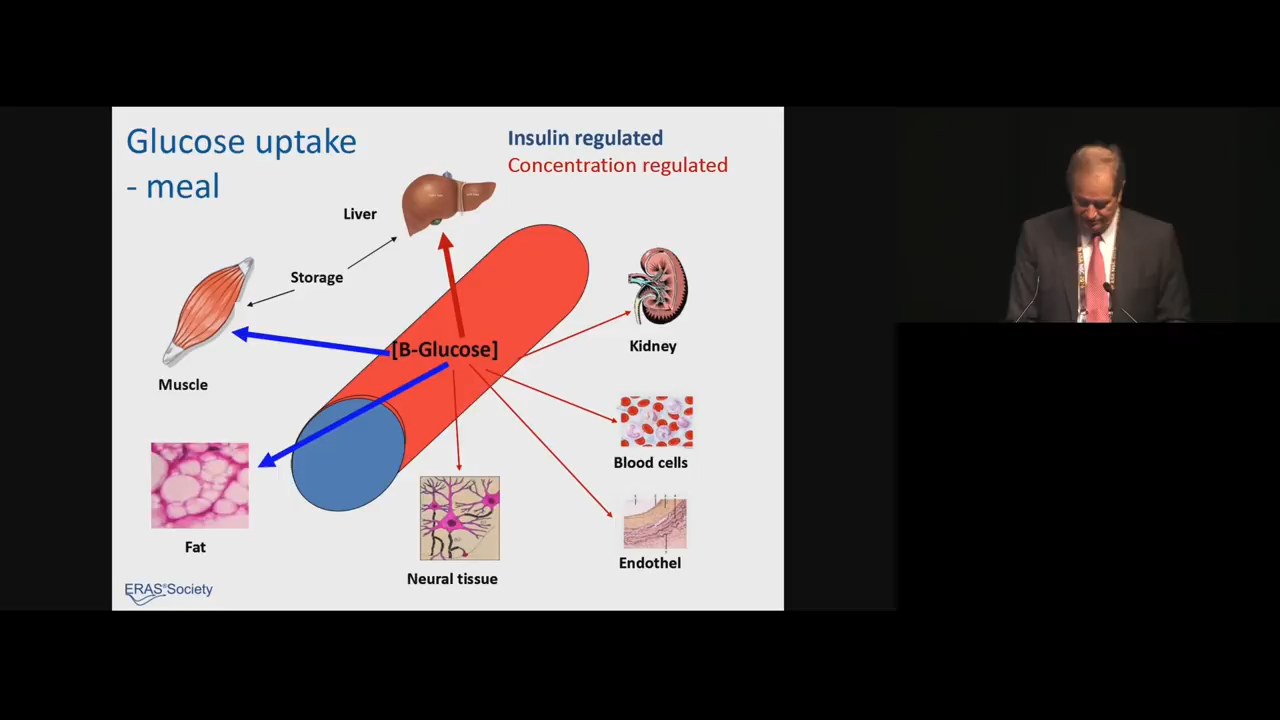 Glucose uptake
- meal
Insulin regulated
Concentration regulated
Liver
Storage
Muscle
[B-Glucose]
Kidney
Blood cells
Fat
Endothel
Neural tissue
ERAS®Society